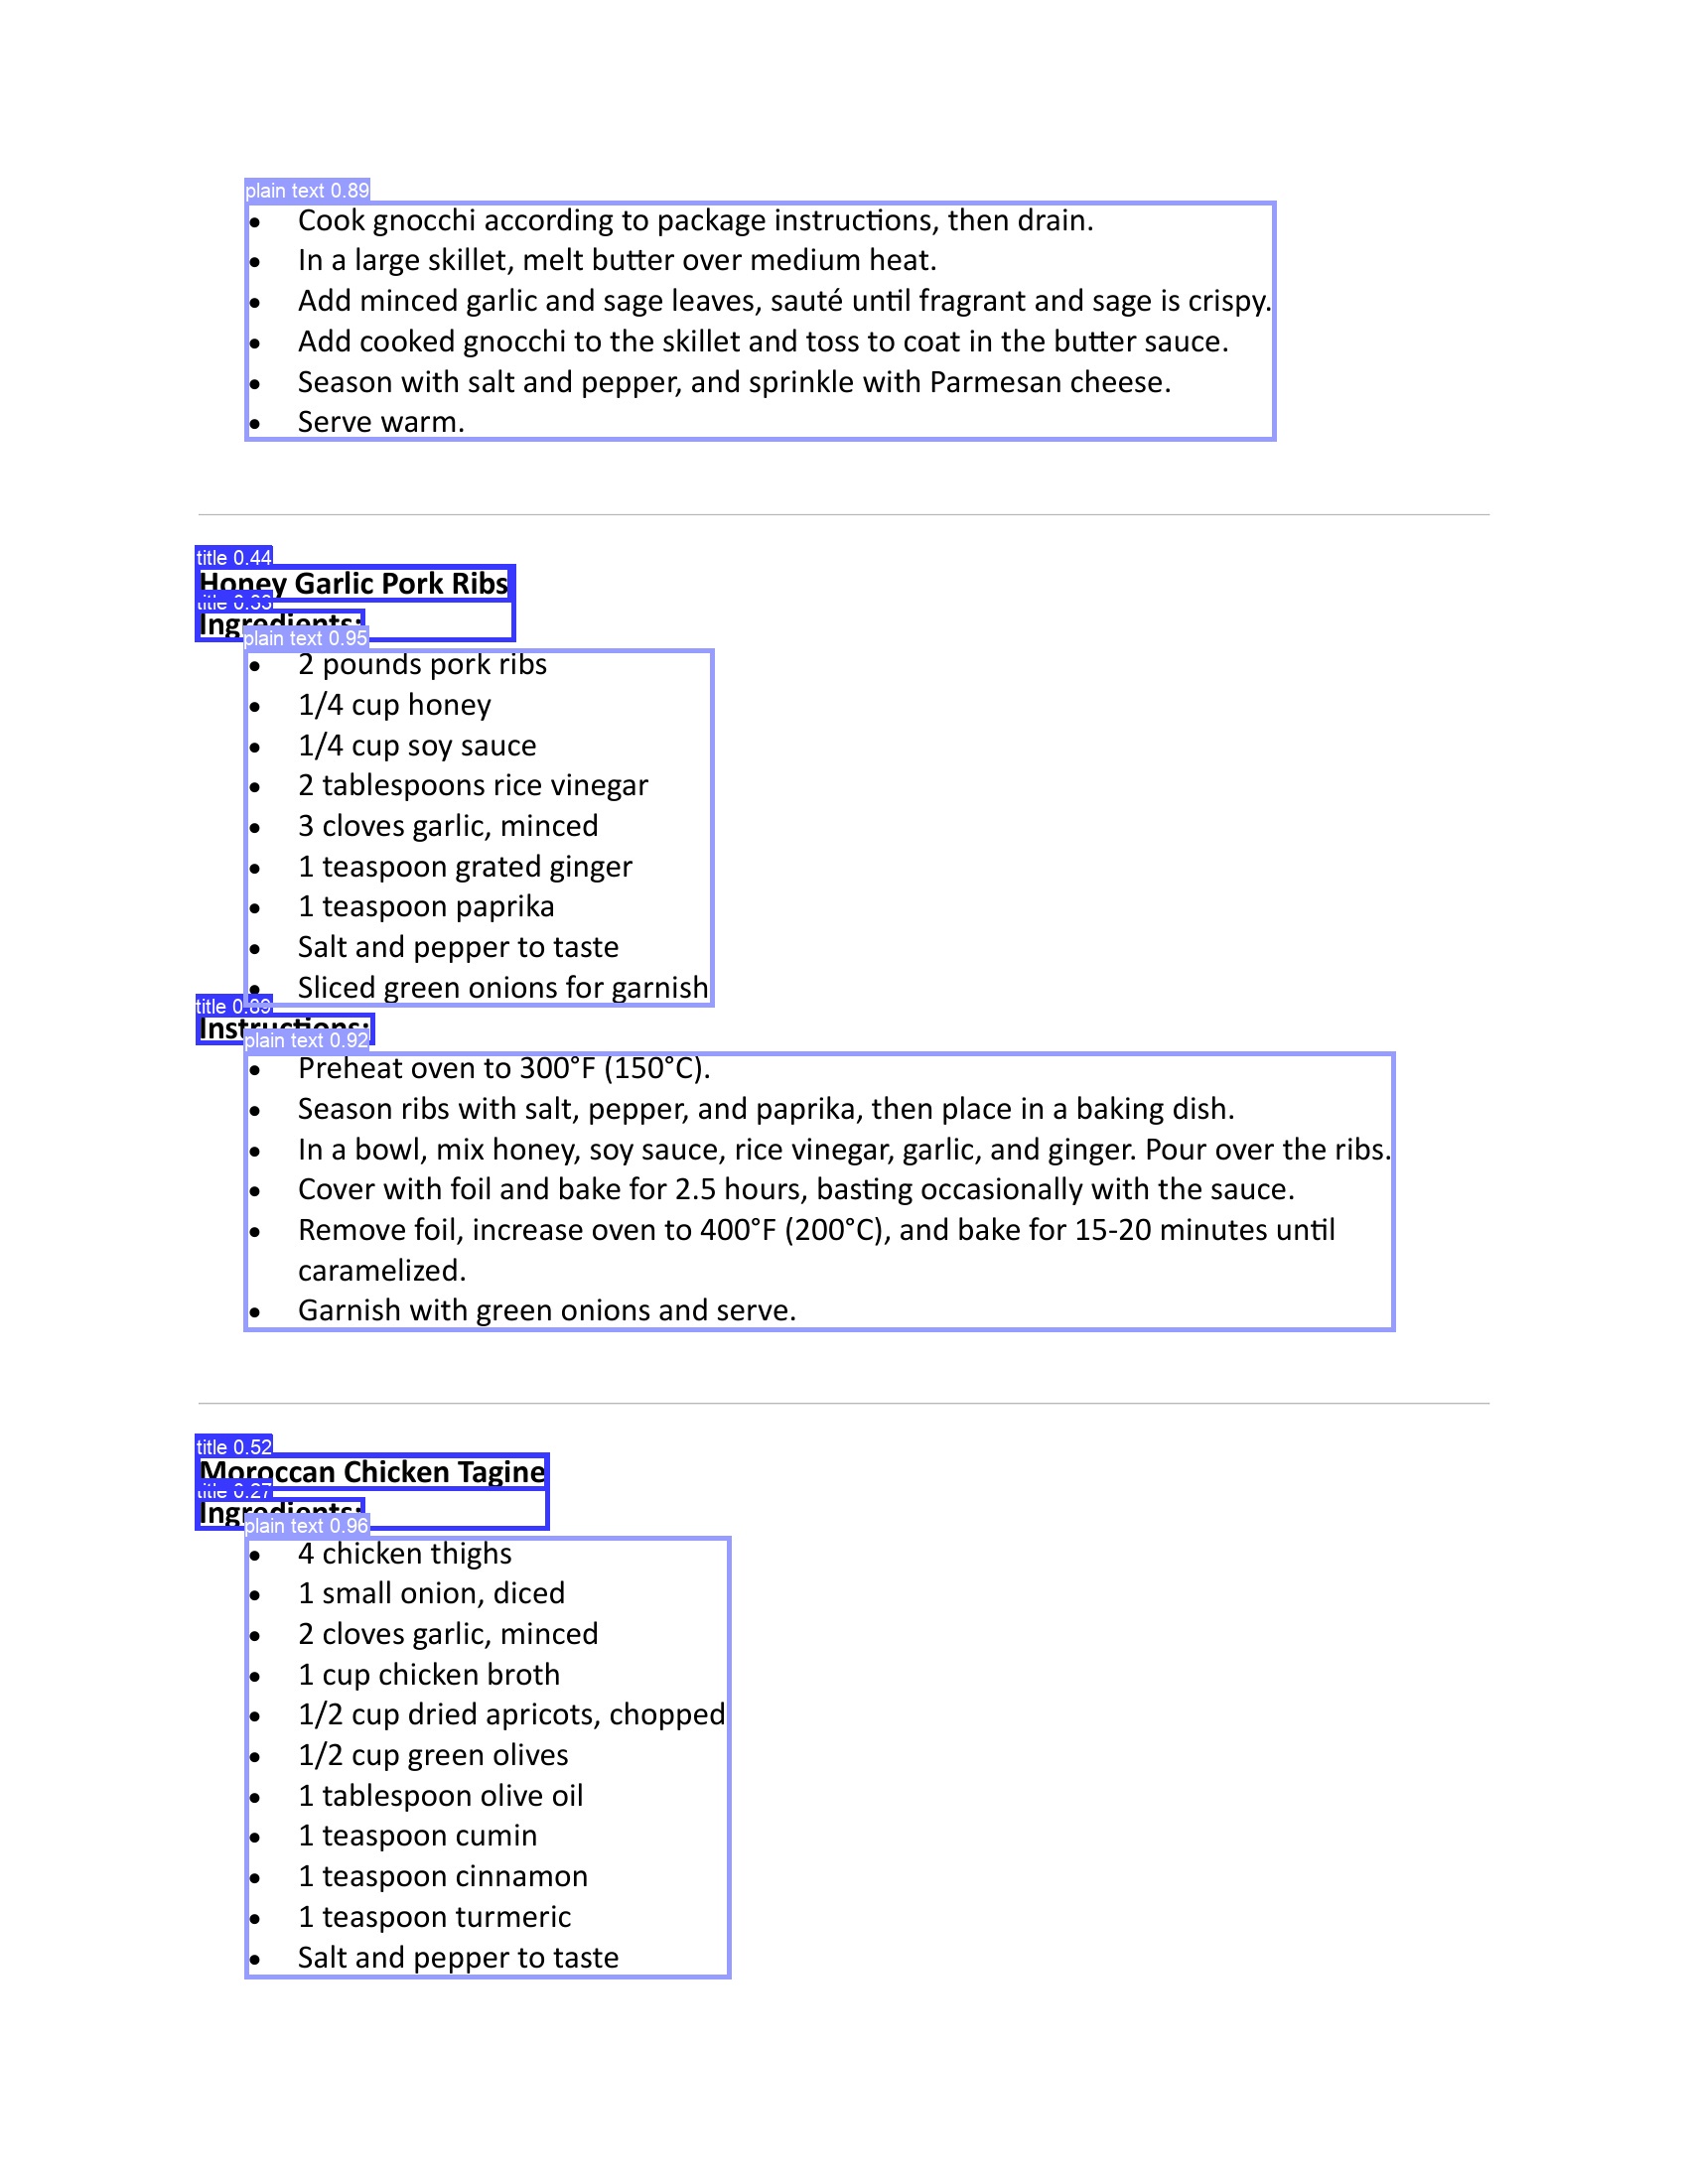 plain text 0.89
• Cook gnocchi according to package instructions, then drain.
• In a large skillet, melt butter over medium heat.
• Add minced garlic and sage leaves, sauté until fragrant and sage is crispy.
• Add cooked gnocchi to the skillet and toss to coat in the butter sauce.
• Season with salt and pepper, and sprinkle with Parmesan cheese.
• Serve warm.
title 0.44
Honey Garlic Pork Ribs
title 0.33
Ingredients:
plain text 0.95
• 2 pounds pork ribs
• 1/4 cup honey
• 1/4 cup soy sauce
• 2 tablespoons rice vinegar
• 3 cloves garlic, minced
• 1 teaspoon grated ginger
• 1 teaspoon paprika
• Salt and pepper to taste
• Sliced green onions for garnish
title 0.89
Instructions:
plain text 0.92
• Preheat oven to 300°F (150°C).
• Season ribs with salt, pepper, and paprika, then place in a baking dish.
• In a bowl, mix honey, soy sauce, rice vinegar, garlic, and ginger. Pour over the ribs.
• Cover with foil and bake for 2.5 hours, basting occasionally with the sauce.
• Remove foil, increase oven to 400°F (200°C), and bake for 15-20 minutes until
caramelized.
• Garnish with green onions and serve.
title 0.52
Moroccan Chicken Tagine
title 0.27
Ingredients:
plain text 0.96
• 4 chicken thighs
• 1 small onion, diced
• 2 cloves garlic, minced
• 1 cup chicken broth
• 1/2 cup dried apricots, chopped
• 1/2 cup green olives
• 1 tablespoon olive oil
• 1 teaspoon cumin
• 1 teaspoon cinnamon
• 1 teaspoon turmeric
• Salt and pepper to taste